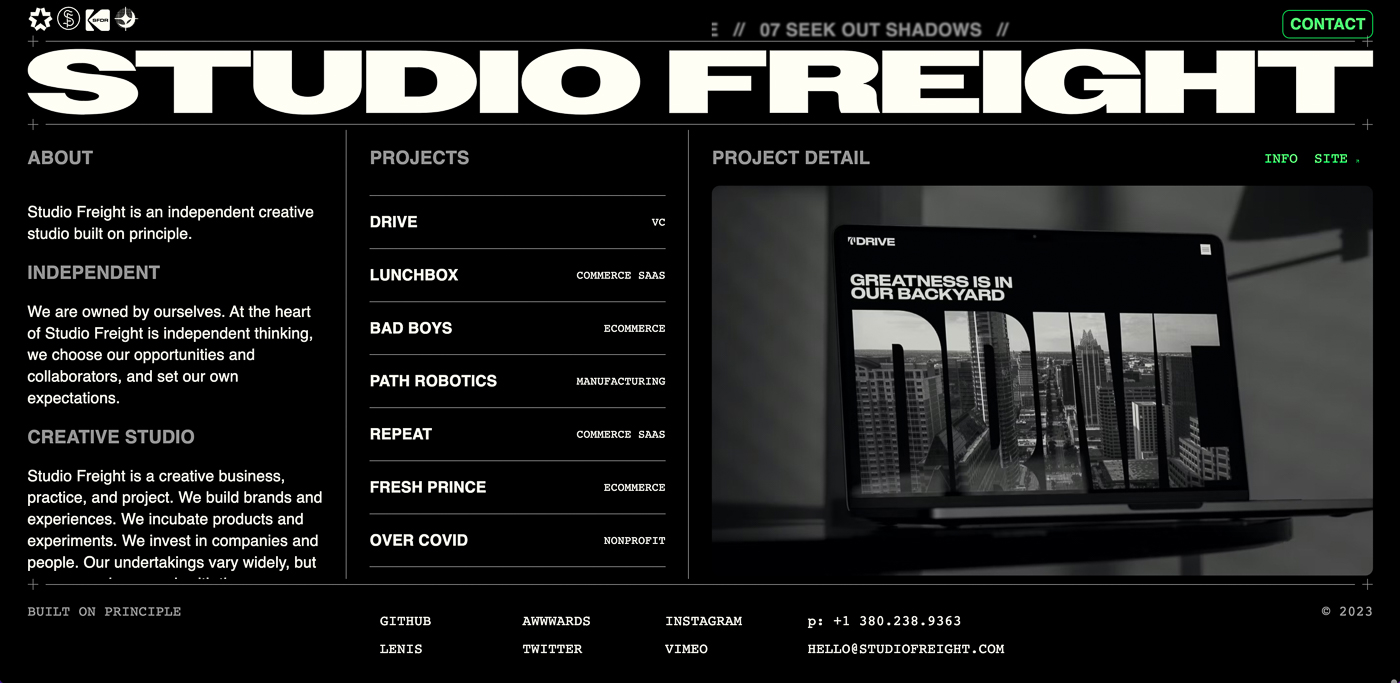 SFDR
// 07 SEEK OUT SHADOWS //
CONTACT
STUDIO FREIGHT
ABOUT
Studio Freight is an independent creative
studio built on principle.
INDEPENDENT
We are owned by ourselves. At the heart
of Studio Freight is independent thinking,
we choose our opportunities and
collaborators, and set our own
expectations.
CREATIVE STUDIO
Studio Freight is a creative business,
practice, and project. We build brands and
experiences. We incubate products and
experiments. We invest in companies and
people. Our undertakings vary widely, but
PROJECTS
DRIVE VC
LUNCHBOX COMMERCE SAAS
BAD BOYS ECOMMERCE
PATH ROBOTICS MANUFACTURING
REPEAT COMMERCE SAAS
FRESH PRINCE ECOMMERCE
OVER COVID NONPROFIT
PROJECT DETAIL
INFO SITE
DRIVE
GREATNESS IS IN
OUR BACKYARD
DRIVE
BUILT ON PRINCIPLE
GITHUB AWWWARDS INSTAGRAM p: +1 380.238.9363
LENIS TWITTER VIMEO HELLO@STUDIOFREIGHT.COM
© 2023